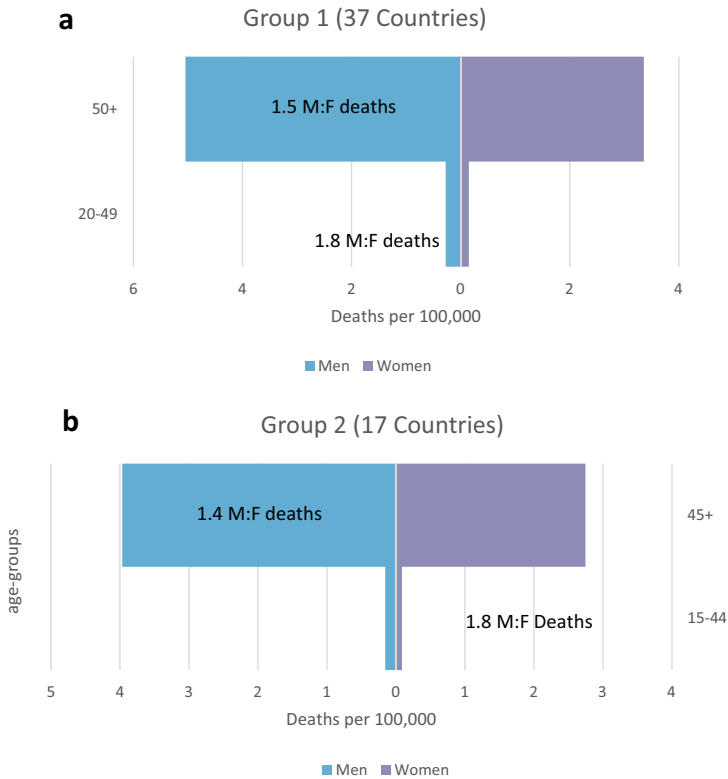 a
Group 1 (37 Countries)
50+
1.5 M:F deaths
20-49
1.8 M:F deaths
6 4 2 0 2 4
Deaths per 100,000
Men Women
b
Group 2 (17 Countries)
age-groups
1.4 M:F deaths
45+
1.8 M:F Deaths
15-44
5 4 3 2 1 0 1 2 3 4
Deaths per 100,000
Men Women